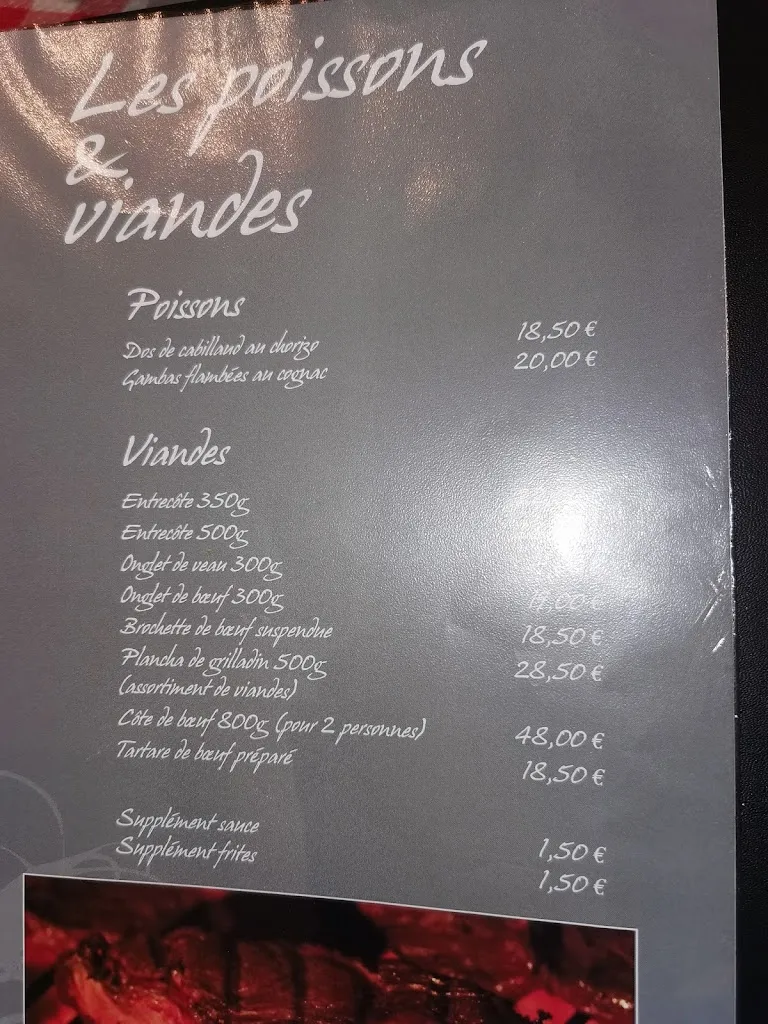 Les poissons
&
viandes
Poissons
Dos de cabillaud au chorizo 18,50 €
Gambas flambées au cognac 20,00 €
Viandes
Entrecôte 350g
Entrecôte 500g
Onglet de veau 300g
Onglet de bœuf 300g
Brochette de bœuf suspendue 18,50 €
Plancha de grilladin 500g 28,50 €
(assortiment de viandes)
Côte de bœuf 800g (pour 2 personnes) 48,00 €
Tartare de bœuf préparé 18,50 €
Supplément sauce 1,50 €
Supplément frites 1,50 €